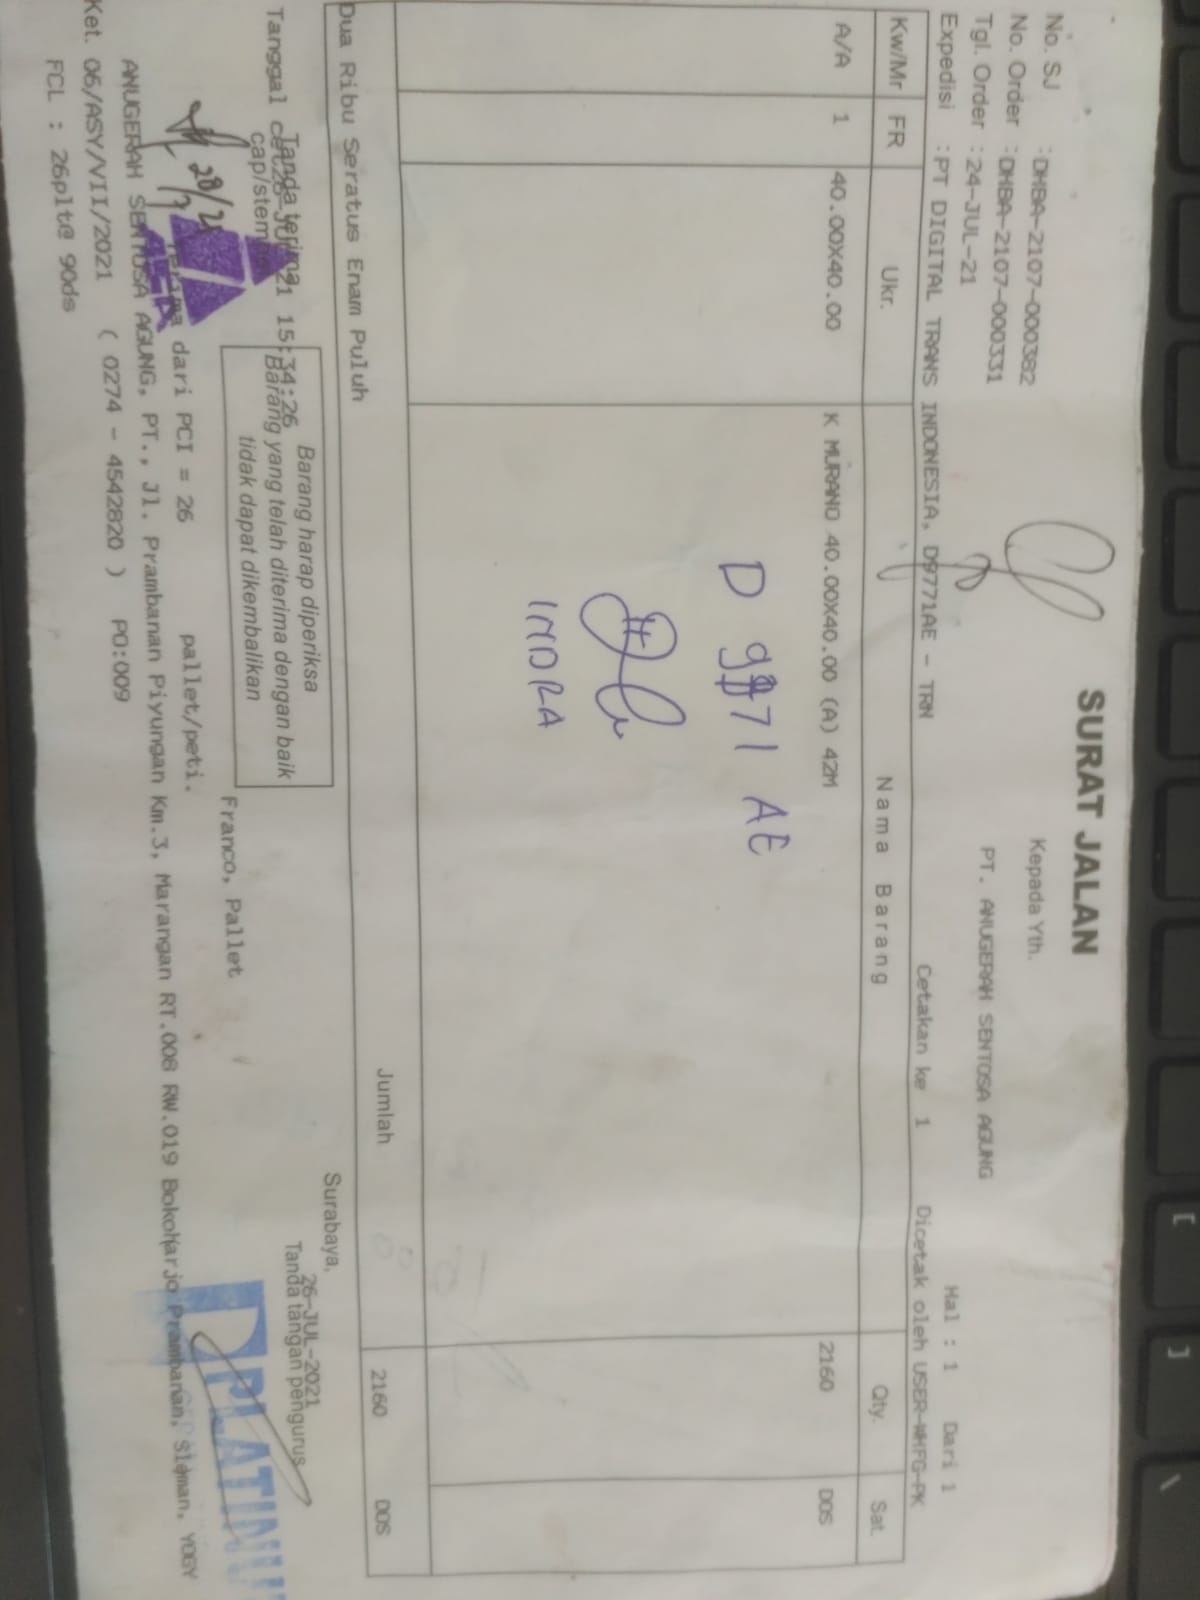 SURAT JALAN
No. SJ : DHBA-2107-000382
Kepada Yth.
No. Order : DHBA-2107-000331
Tgl. Order : 24-JUL-21
PT. ANUGERAH SENTOSA AGUNG
Hal : 1 Dari 1
Expedisi : PT DIGITAL TRANS INDONESIA, D9771AE - TRN
Cetakan ke 1 Dicetak oleh USER-WHFG-PK
Kw/Mr FR Ukr. Nama Barang Qty. Sat.
A/A 1 40.00X40.00 K MURANO 40.00X40.00 (A) 42M 2160 DOS
D 9771 AE
INDRA
Jumlah 2160 DOS
Dua Ribu Seratus Enam Puluh
Surabaya,
26-JUL-2021
Tanda terima
Tanda tangan pengurus
cap/stempel
Tanggal cet:26-JUL-21 15:34:26
Barang harap diperiksa
Barang yang telah diterima dengan baik
tidak dapat dikembalikan
Franco, Pallet
28/7 21
Terima dari PCI = 26 pallet/peti.
PLATINU
ANUGERAH SENTOSA AGUNG, PT., Jl. Prambanan Piyungan Km.3, Marangan RT.008 RW.019 Bokoharjo Prambanan, Sleman, YOGY
Ket. 06/ASY/VII/2021 ( 0274 - 4542820 ) PO:009
PCL : 26plt@ 90ds
[
]
\